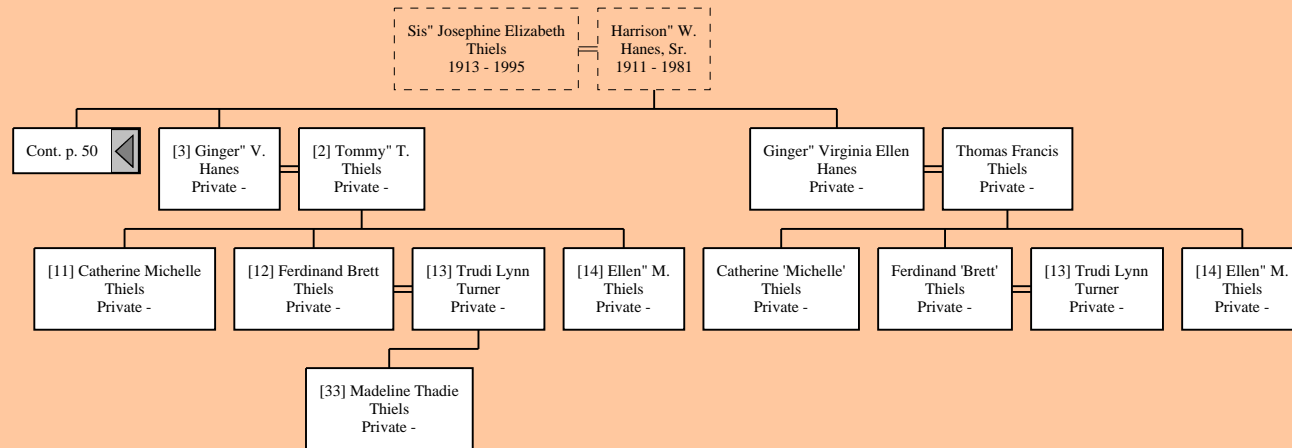 Sis" Josephine Elizabeth
Thiels
1913 - 1995
Harrison" W.
Hanes, Sr.
1911 - 1981
Cont. p. 50
[3] Ginger" V.
Hanes
Private -
[2] Tommy" T.
Thiels
Private -
Ginger" Virginia Ellen
Hanes
Private -
Thomas Francis
Thiels
Private -
[11] Catherine Michelle
Thiels
Private -
[12] Ferdinand Brett
Thiels
Private -
[13] Trudi Lynn
Turner
Private -
[14] Ellen" M.
Thiels
Private -
Catherine 'Michelle'
Thiels
Private -
Ferdinand 'Brett'
Thiels
Private -
[13] Trudi Lynn
Turner
Private -
[14] Ellen" M.
Thiels
Private -
[33] Madeline Thadie
Thiels
Private -